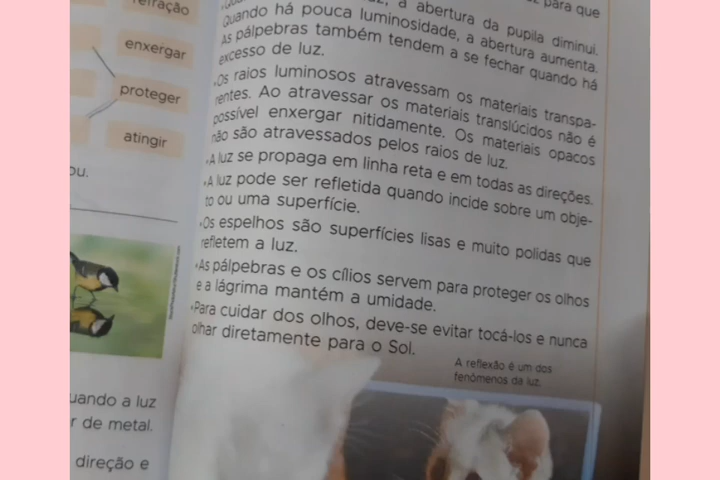 refração
enxergar
proteger
atingir
ou.
uando a luz
r de metal.
direção e
para que
luz, a abertura da pupila diminui.
Quando há pouca luminosidade, a abertura aumenta.
As pálpebras também tendem a se fechar quando há
excesso de luz.
•Os raios luminosos atravessam os materiais transpa-
rentes. Ao atravessar os materiais translúcidos não é
possível enxergar nitidamente. Os materiais opacos
não são atravessados pelos raios de luz.
•A luz se propaga em linha reta e em todas as direções.
•A luz pode ser refletida quando incide sobre um obje-
to ou uma superfície.
•Os espelhos são superfícies lisas e muito polidas que
refletem a luz.
•As pálpebras e os cílios servem para proteger os olhos
e a lágrima mantém a umidade.
•Para cuidar dos olhos, deve-se evitar tocá-los e nunca
olhar diretamente para o Sol.
A reflexão é um dos
fenômenos da luz.